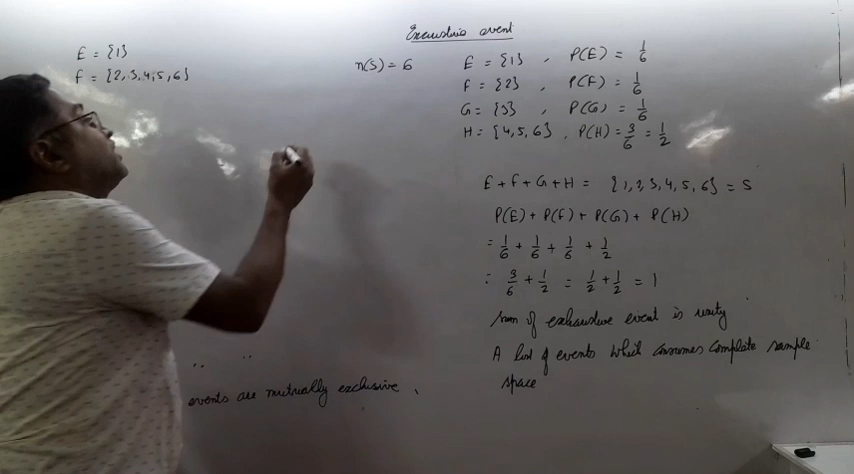 Exaustive event
E = {1}
F = {2,3,4,5,6}
n(S) = 6
E = {1} , P(E) = 1/6
F = {2} , P(F) = 1/6
G = {3} , P(G) = 1/6
H = {4,5,6} , P(H) = 3/6 = 1/2
E + F + G + H = {1,2,3,4,5,6} = S
P(E) + P(F) + P(G) + P(H)
= 1/6 + 1/6 + 1/6 + 1/2
= 3/6 + 1/2 = 1/2 + 1/2 = 1
sum of exhaustive event is unity
A list of events which consumes complete sample
space
events are mutually exclusive,